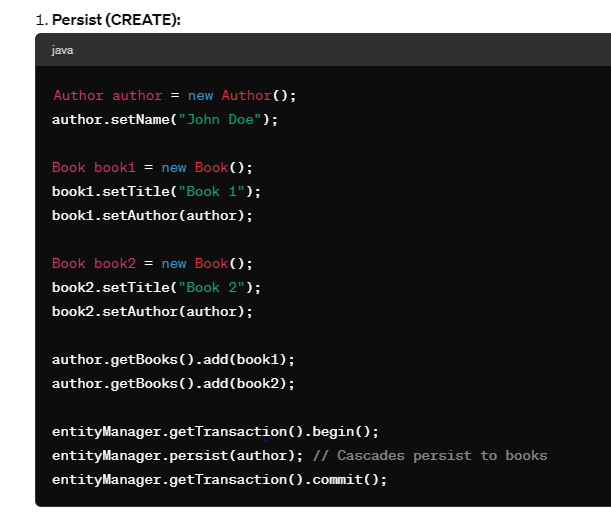 1. Persist (CREATE):
java
Author author = new Author();
author.setName("John Doe");
Book book1 = new Book();
book1.setTitle("Book 1");
book1.setAuthor(author);
Book book2 = new Book();
book2.setTitle("Book 2");
book2.setAuthor(author);
author.getBooks().add(book1);
author.getBooks().add(book2);
entityManager.getTransaction().begin();
entityManager.persist(author); // Cascades persist to books
entityManager.getTransaction().commit();